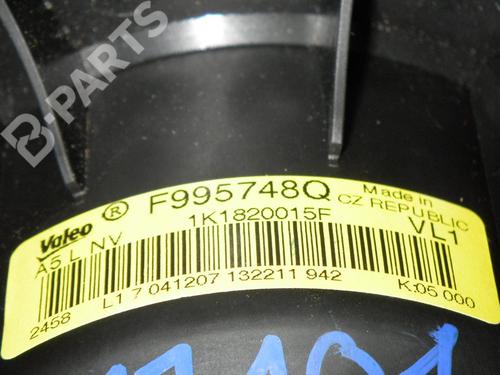 B-PARTS
Valeo ® F995748Q Made in
CZ REPUBLIC
1K1820015F
A5 L NV VL1
L1 7 041207 132211 942 K:05 000
2458